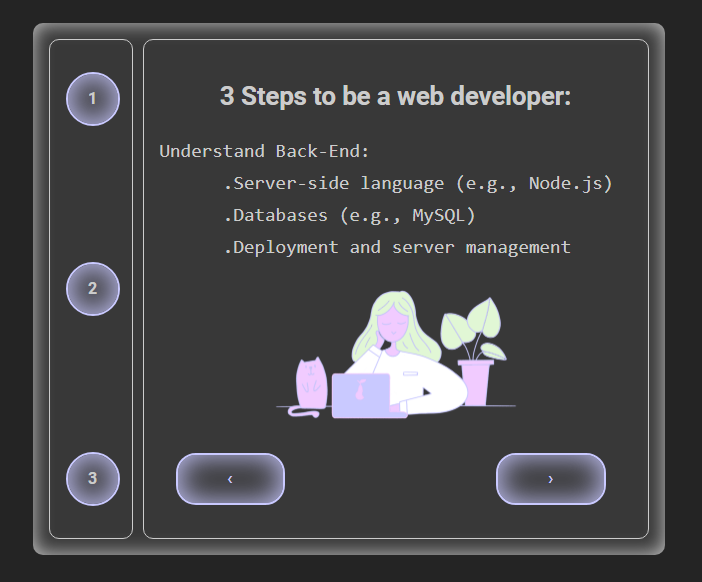 1
2
3
3 Steps to be a web developer:
Understand Back-End:
.Server-side language (e.g., Node.js)
.Databases (e.g., MySQL)
.Deployment and server management
‹
›